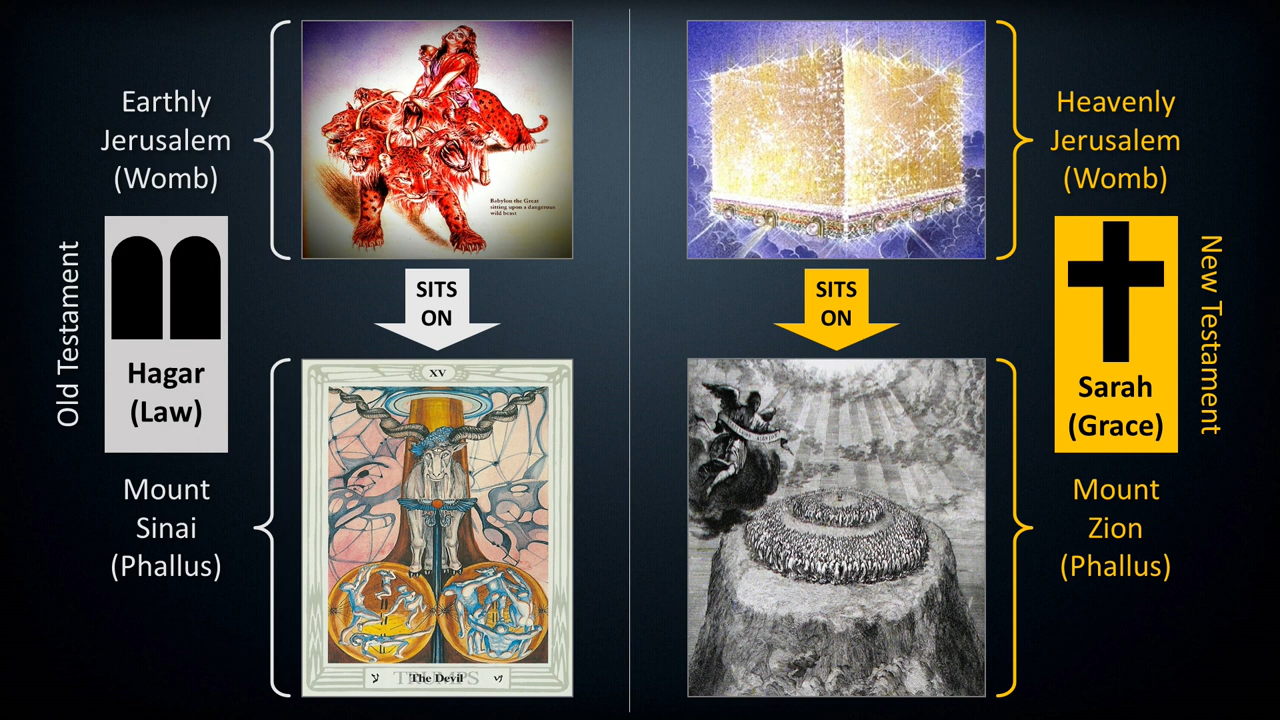 Earthly
Jerusalem
(Womb)
Old Testament
Hagar
(Law)
Mount
Sinai
(Phallus)
Babylon the Great
sitting upon a dangerous
wild beast
SITS
ON
XV
TRUMPS
The Devil
SITS
ON
Heavenly
Jerusalem
(Womb)
New Testament
Sarah
(Grace)
Mount
Zion
(Phallus)